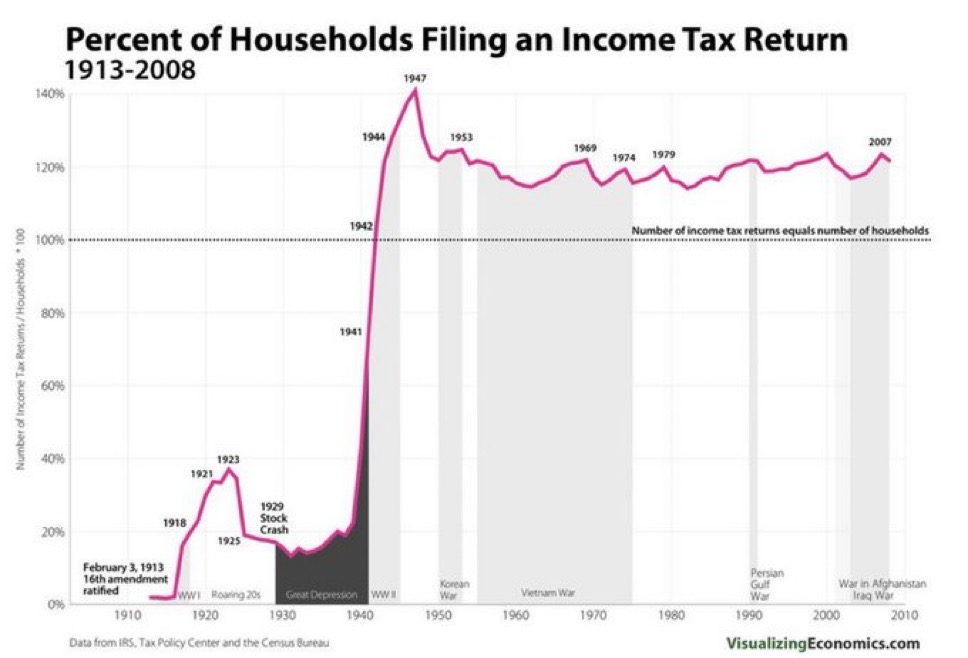 Percent of Households Filing an Income Tax Return
1913-2008
1947
140%
1944
1953
2007
1969
1974
1979
120%
1942
Number of income tax returns equals number of households
100%
Number of Income Tax Returns / Households * 100
80%
1941
60%
40%
1923
1921
1929
Stock
Crash
1918
20%
1925
February 3, 1913
16th amendment
ratified
WW I
Roaring 20s
Great Depression
WW II
Korean
War
Vietnam War
Persian
Gulf
War
War in Afghanistan
Iraq War
0%
1910
1920
1930
1940
1950
1960
1970
1980
1990
2000
2010
Data from IRS, Tax Policy Center and the Census Bureau
VisualizingEconomics.com